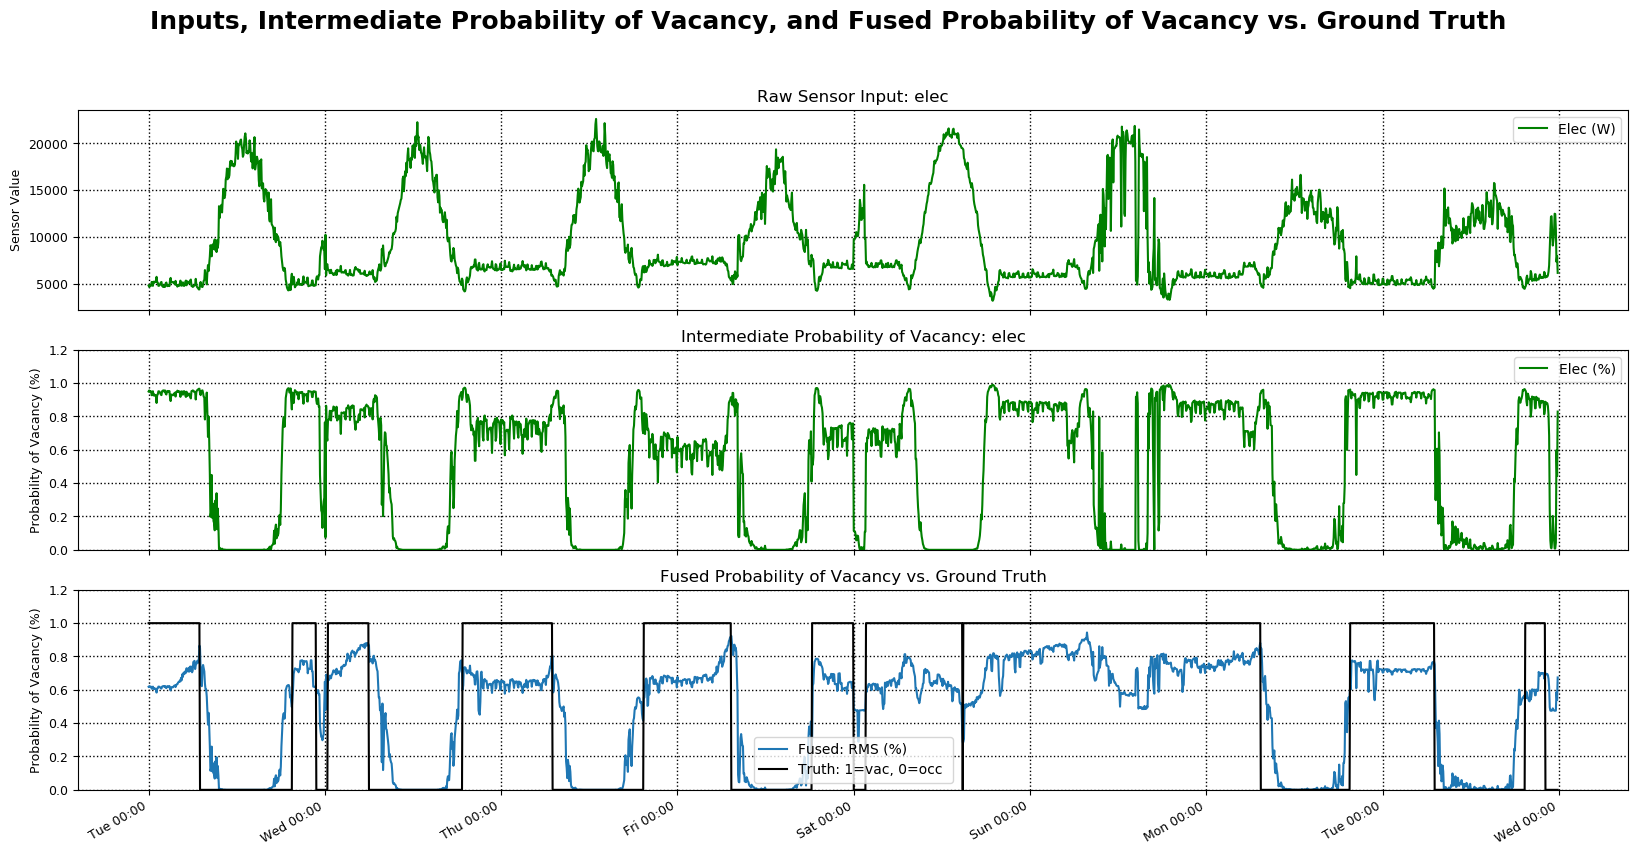 Inputs, Intermediate Probability of Vacancy, and Fused Probability of Vacancy vs. Ground Truth
Raw Sensor Input: elec
Sensor Value
20000
15000
10000
5000
Elec (W)
Intermediate Probability of Vacancy: elec
Probability of Vacancy (%)
1.2
1.0
0.8
0.6
0.4
0.2
0.0
Elec (%)
Fused Probability of Vacancy vs. Ground Truth
Probability of Vacancy (%)
1.2
1.0
0.8
0.6
0.4
0.2
0.0
Fused: RMS (%)
Truth: 1=vac, 0=occ
Tue 00:00
Wed 00:00
Thu 00:00
Fri 00:00
Sat 00:00
Sun 00:00
Mon 00:00
Tue 00:00
Wed 00:00